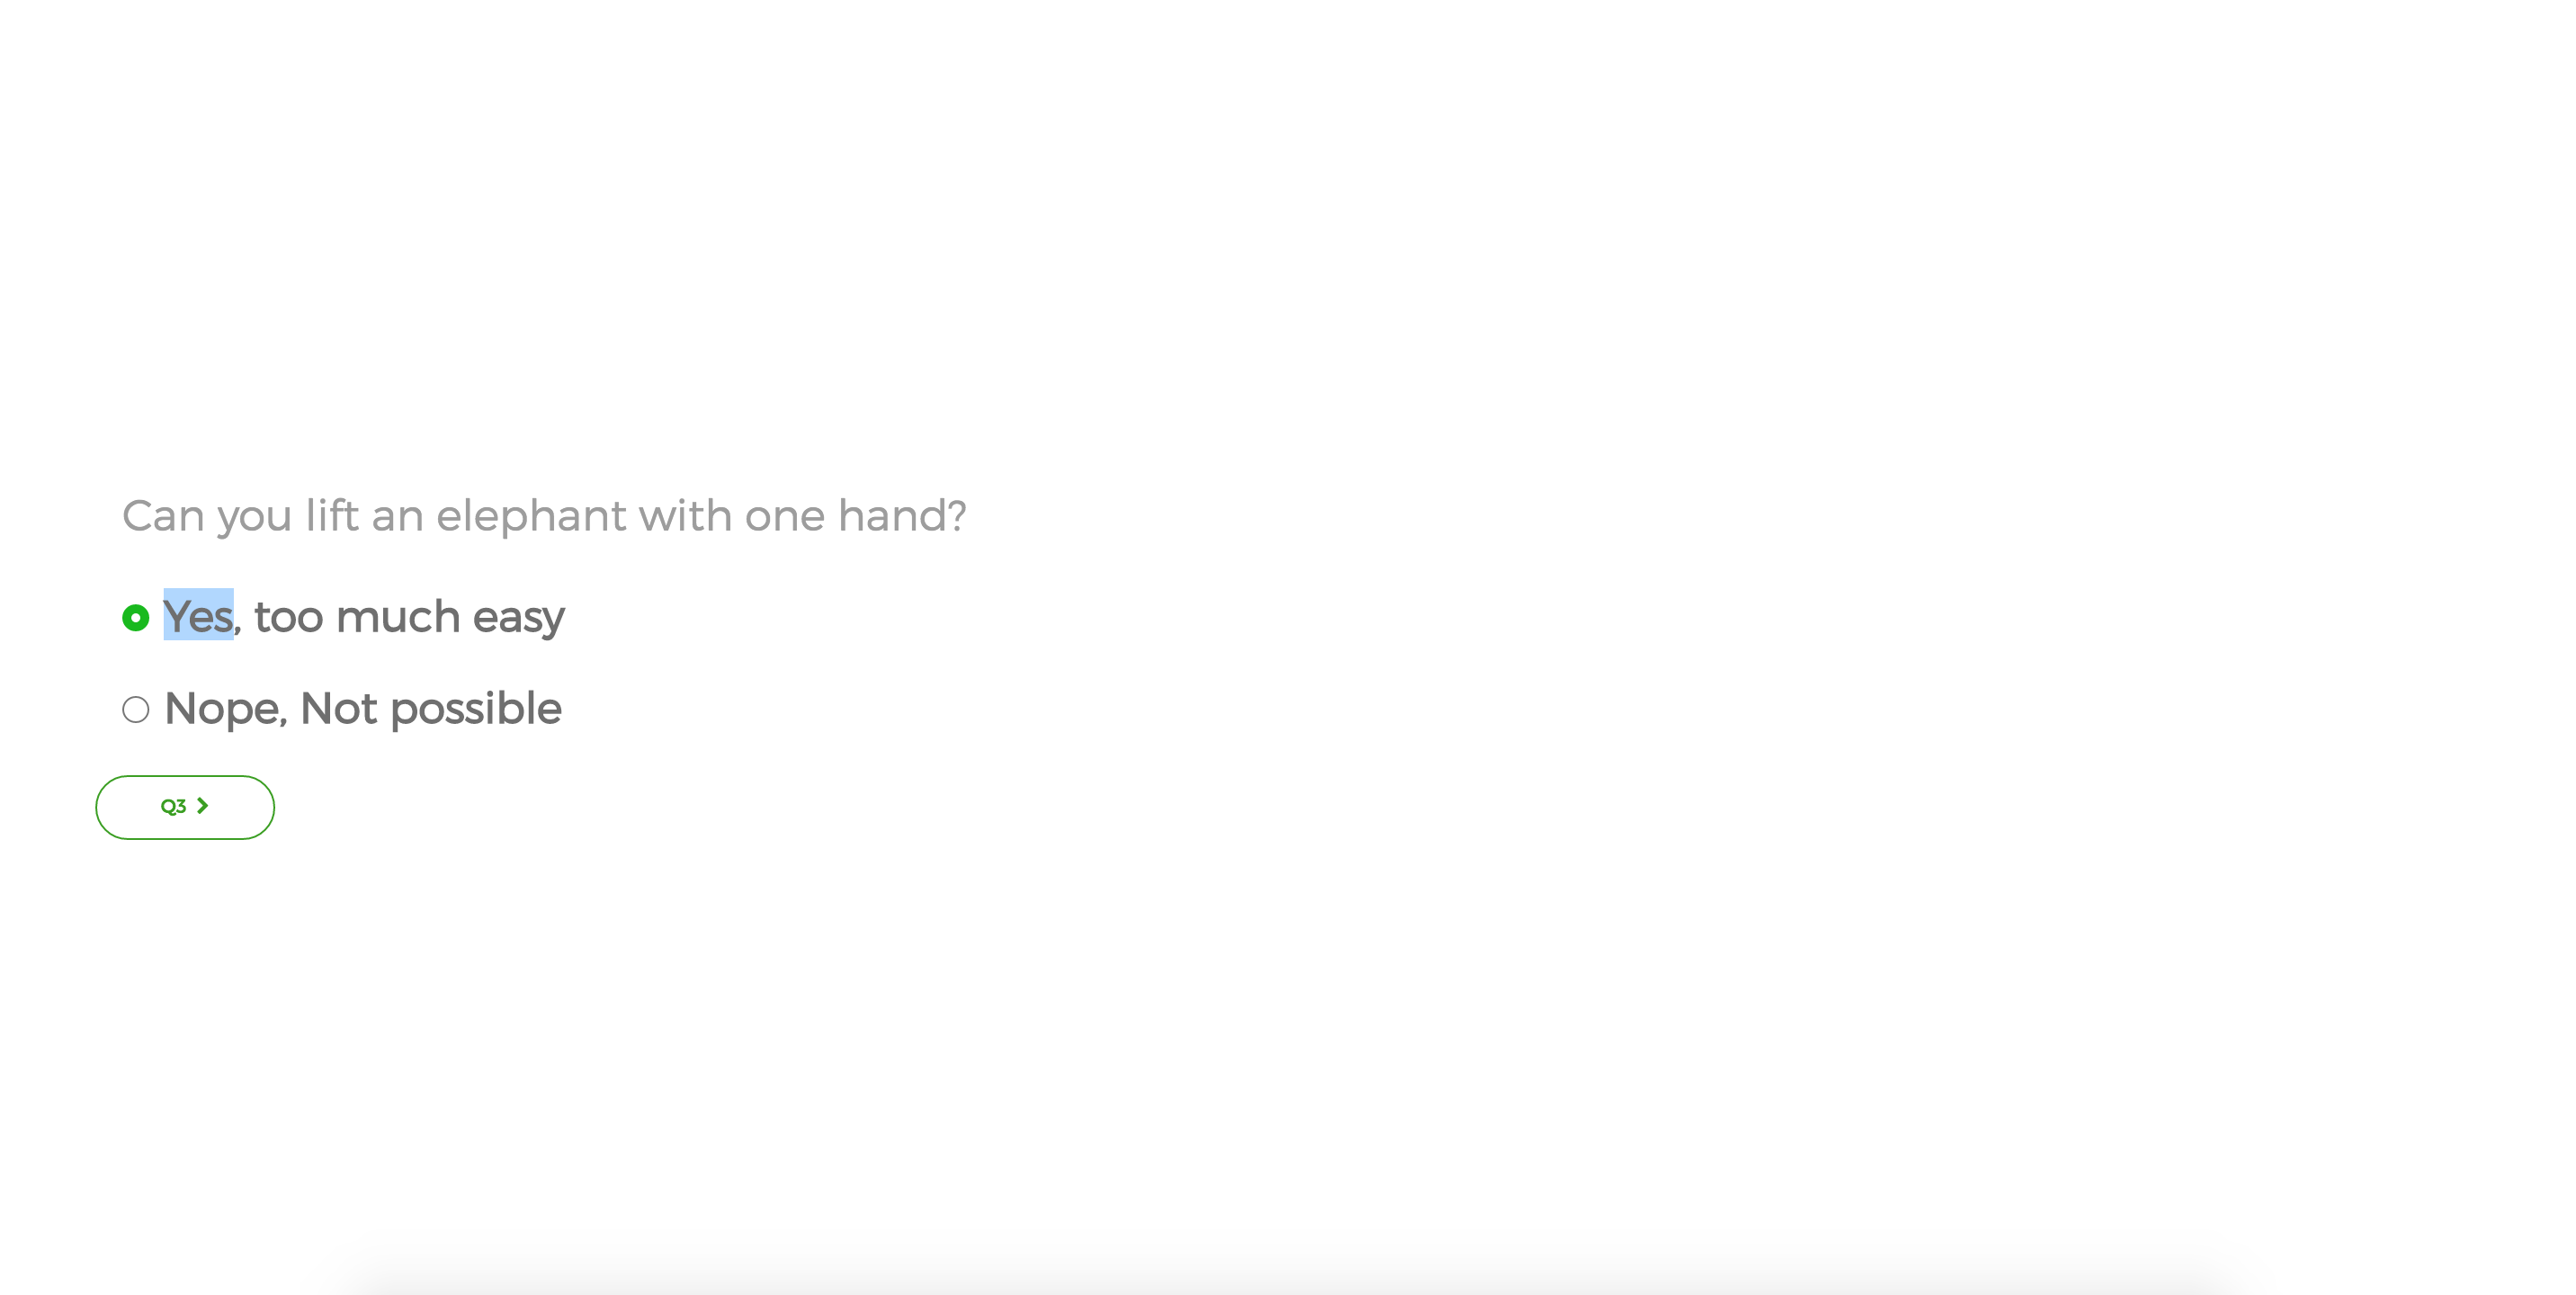 Can you lift an elephant with one hand?
Yes, too much easy
Nope, Not possible
Q3